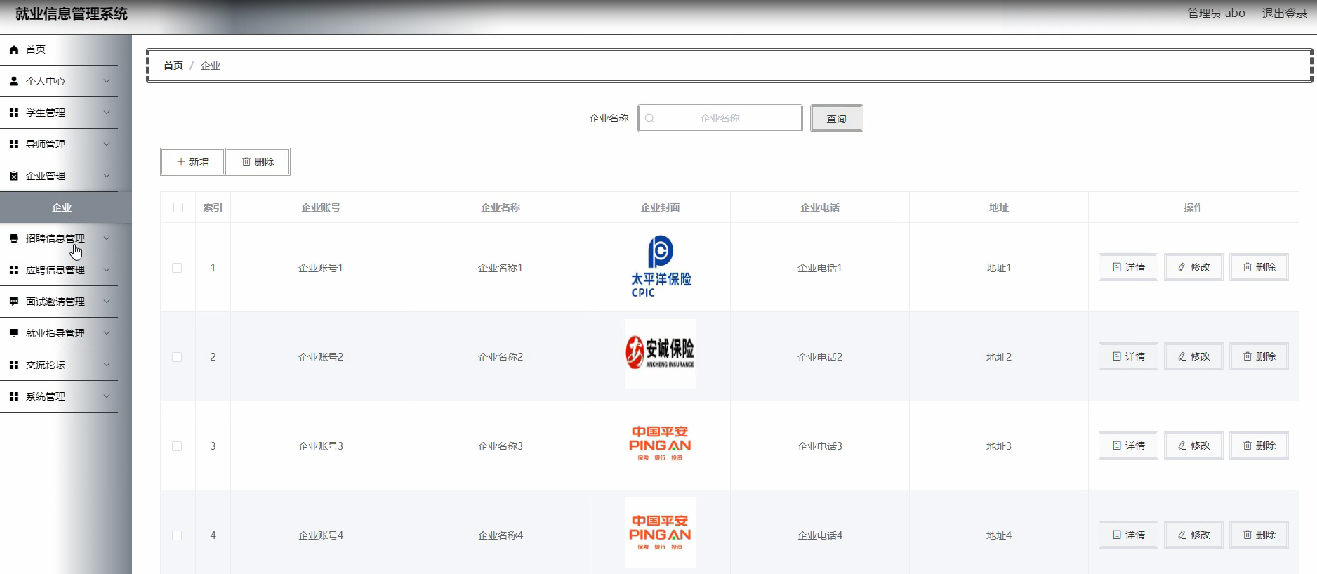 就业信息管理系统
管理员 abo 退出登录
首页
个人中心
学生管理
导师管理
企业管理
企业
招聘信息管理
应聘信息管理
面试邀请管理
就业指导管理
交流论坛
系统管理
首页 / 企业
企业名称 企业名称 查询
+ 新增 删除
索引 企业账号 企业名称 企业封面 企业电话 地址 操作
1 企业账号1 企业名称1 太平洋保险 CPIC 企业电话1 地址1 详情 修改 删除
2 企业账号2 企业名称2 安诚保险 ANCHENG INSURANCE 企业电话2 地址2 详情 修改 删除
3 企业账号3 企业名称3 中国平安 PING AN 保险 银行 投资 企业电话3 地址3 详情 修改 删除
4 企业账号4 企业名称4 中国平安 PING AN 保险 银行 投资 企业电话4 地址4 详情 修改 删除